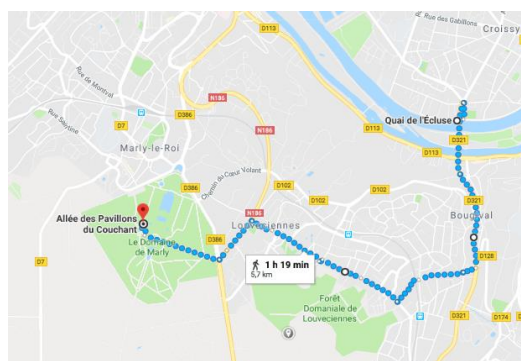 Croissy
Rue des Gabillons
D113
N186
D386
Quai de l'Écluse
Rue de Montval
D321
D7
D113
D113
Rue Saussaye
Marly-le-Roi
Chemin du Cœur Volant
D386
D102
D102
D321
Allée des Pavillons
du Couchant
N186
Louveciennes
Bougival
Le Domaine
de Marly
D386
D7
1 h 19 min
5,7 km
D128
Forêt
Domaniale de
Louveciennes
D321
D174
D